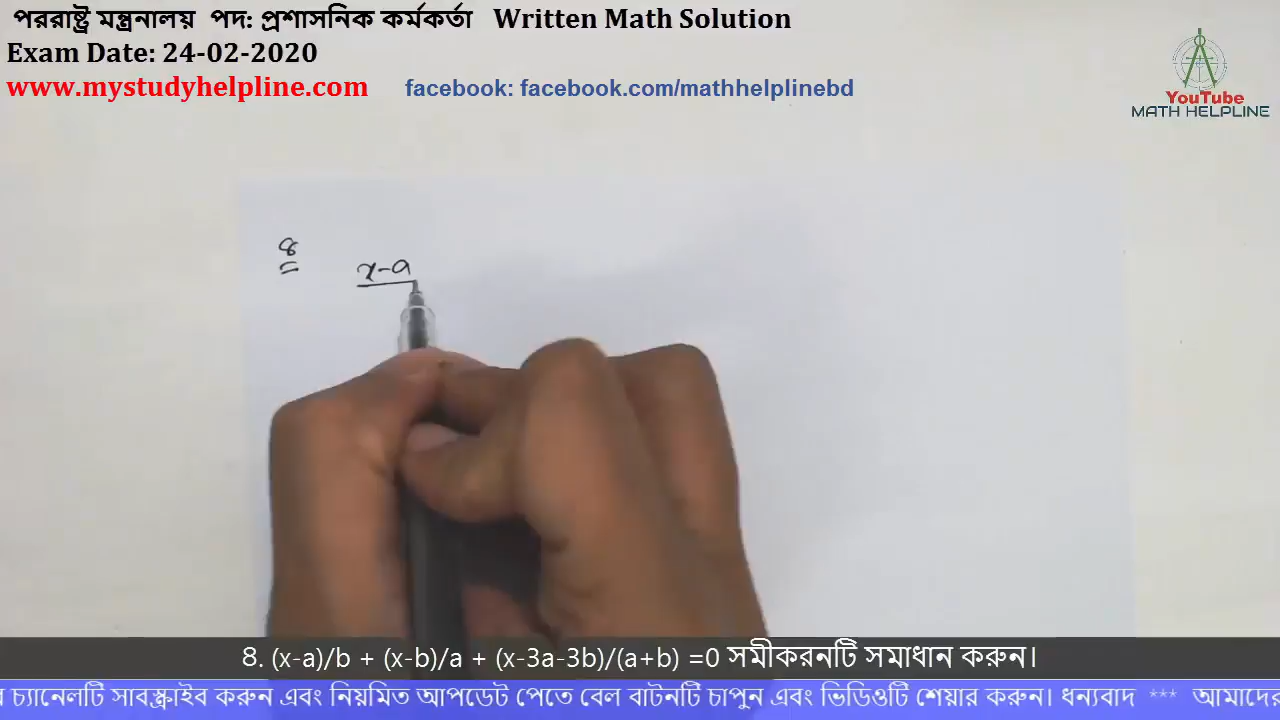 পররাষ্ট্র মন্ত্রনালয় পদ: প্রশাসনিক কর্মকর্তা Written Math Solution
Exam Date: 24-02-2020
www.mystudyhelpline.com facebook: facebook.com/mathhelplinebd
YouTube
MATH HELPLINE
৪
x-a
8. (x-a)/b + (x-b)/a + (x-3a-3b)/(a+b) =0 সমীকরনটি সমাধান করুন।
চ্যানেলটি সাবস্ক্রাইব করুন এবং নিয়মিত আপডেট পেতে বেল বাটনটি চাপুন এবং ভিডিওটি শেয়ার করুন। ধন্যবাদ *** আমাদের